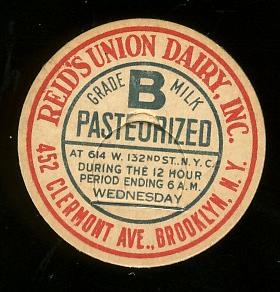 REID'S UNION DAIRY, INC.
GRADE B MILK
PASTEURIZED
AT 614 W. 132ND ST. N.Y.C.
DURING THE 12 HOUR
PERIOD ENDING 6 A.M.
WEDNESDAY
452 CLERMONT AVE., BROOKLYN, N.Y.